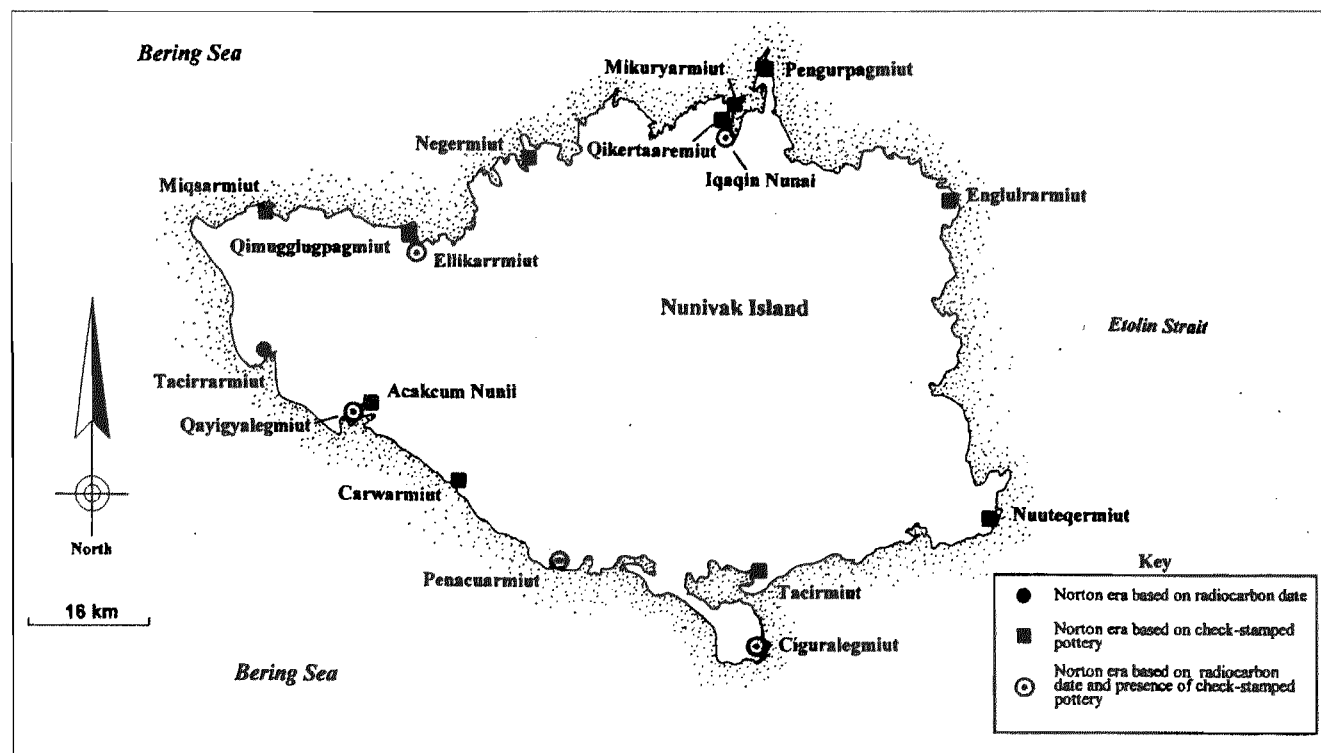 Bering Sea
Mikuryarmiut
Pengurpagmiut
Negermiut
Qikertaaremiut
Iqaqin Nunai
Miqsarmiut
Englulrarmiut
Qimugglugpagmiut
Ellikarrmiut
Nunivak Island
Etolin Strait
Tacirrarmiut
Acakcum Nunii
Qayigyalegmiut
Carwarmiut
Nuuteqermiut
North
Penacuarmiut
Tacirmiut
16 km
Ciguralegmiut
Bering Sea
Key
Norton era based on radiocarbon date
Norton era based on check-stamped
pottery
Norton era based on radiocarbon
date and presence of check-stamped
pottery